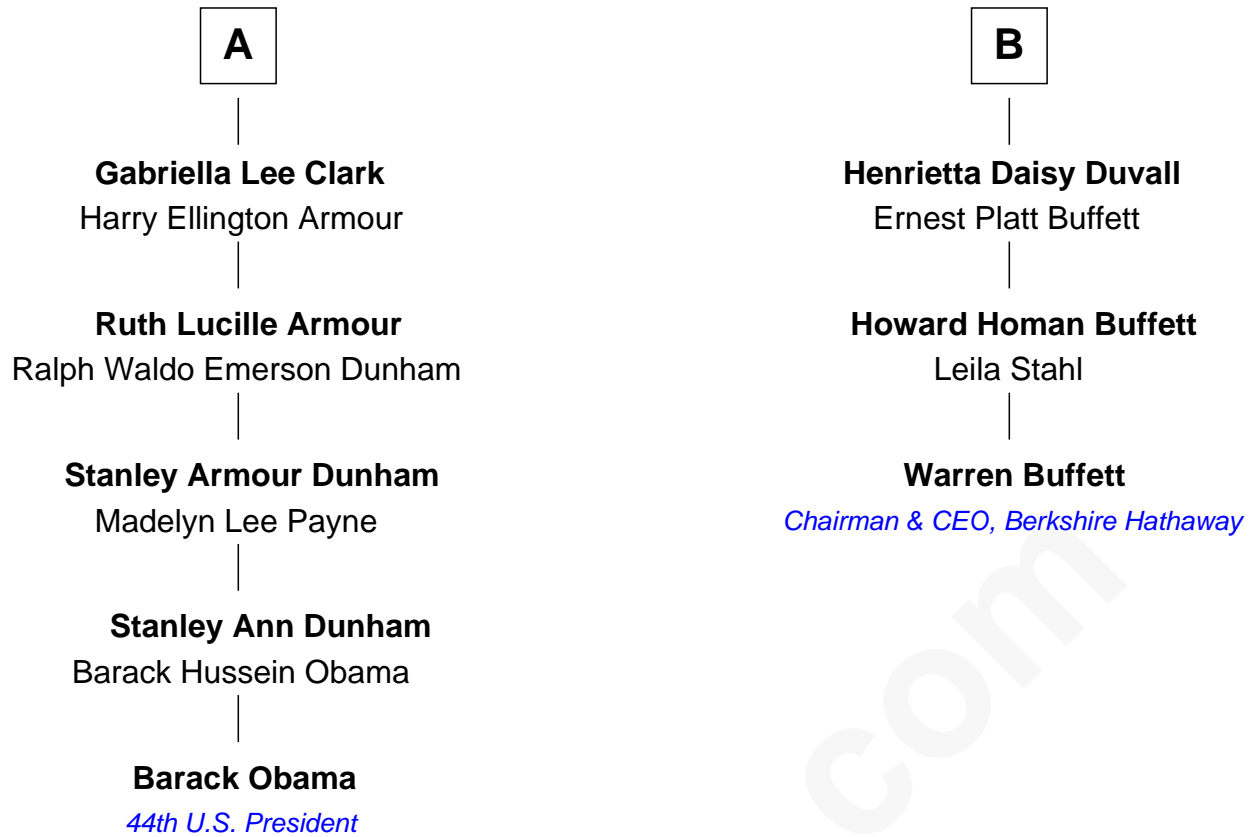 A
Gabriella Lee Clark
Harry Ellington Armour
Ruth Lucille Armour
Ralph Waldo Emerson Dunham
Stanley Armour Dunham
Madelyn Lee Payne
Stanley Ann Dunham
Barack Hussein Obama
Barack Obama
44th U.S. President
B
Henrietta Daisy Duvall
Ernest Platt Buffett
Howard Homan Buffett
Leila Stahl
Warren Buffett
Chairman & CEO, Berkshire Hathaway
com